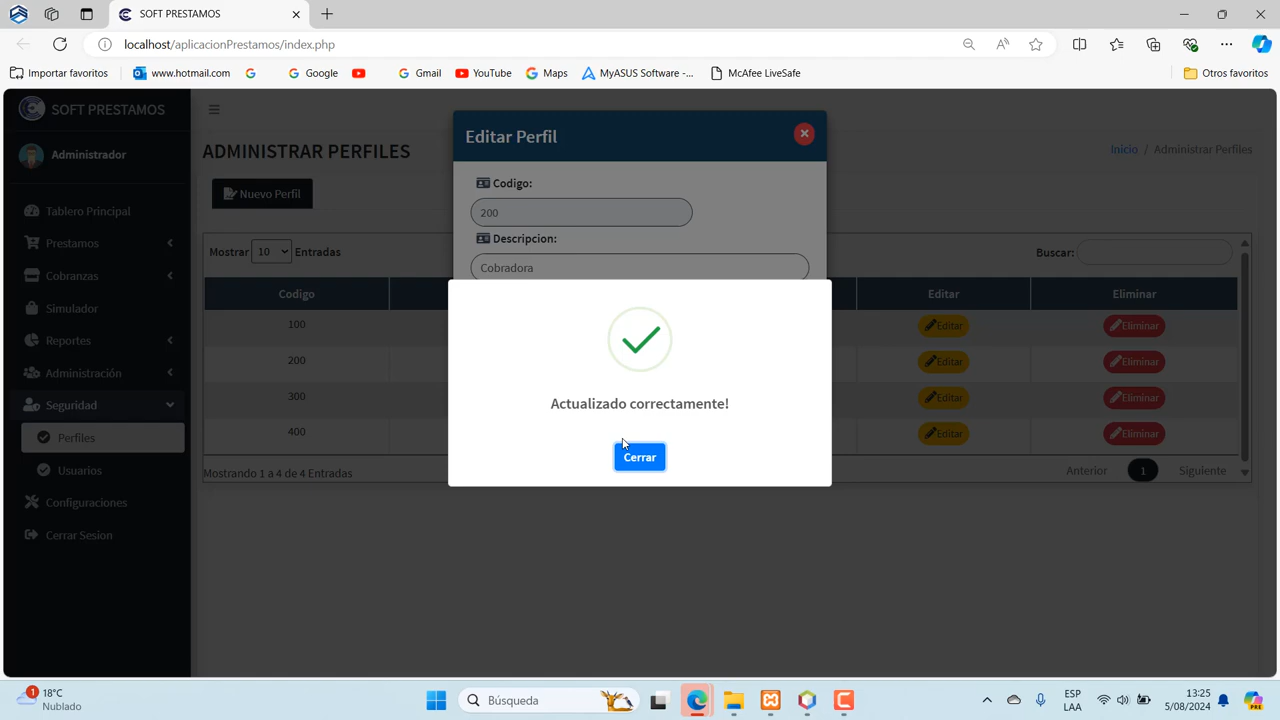 SOFT PRESTAMOS
localhost/aplicacionPrestamos/index.php
Importar favoritos www.hotmail.com Google Gmail YouTube Maps MyASUS Software -... McAfee LiveSafe Otros favoritos
SOFT PRESTAMOS
Administrador
Tablero Principal
Prestamos
Cobranzas
Simulador
Reportes
Administración
Seguridad
Perfiles
Usuarios
Configuraciones
Cerrar Sesion
ADMINISTRAR PERFILES
Inicio / Administrar Perfiles
Nuevo Perfil
Mostrar 10 Entradas
Buscar:
Codigo Editar Eliminar
100 Editar Eliminar
200 Editar Eliminar
300 Editar Eliminar
400 Editar Eliminar
Mostrando 1 a 4 de 4 Entradas
Anterior 1 Siguiente
Editar Perfil
Codigo:
200
Descripcion:
Cobradora
Actualizado correctamente!
Cerrar
1
18°C
Nublado
Búsqueda
ESP
LAA
13:25
5/08/2024
PRE